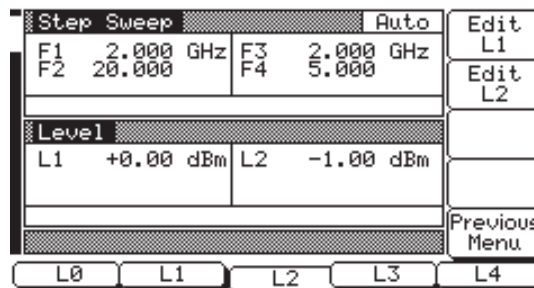 Step Sweep Auto
F1 2.000 GHz F3 2.000 GHz
F2 20.000 F4 5.000
Level
L1 +0.00 dBm L2 -1.00 dBm
Edit L1
Edit L2
Previous Menu
L0 L1 L2 L3 L4